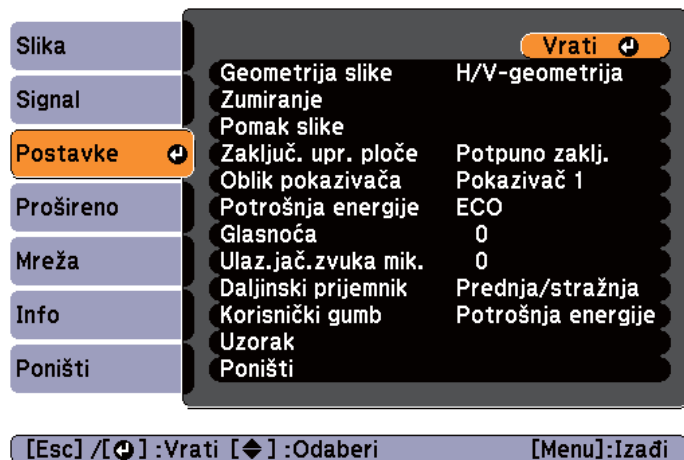 Slika
Signal
Postavke
Prošireno
Mreža
Info
Poništi
Vrati
Geometrija slike H/V-geometrija
Zumiranje
Pomak slike
Zaključ. upr. ploče Potpuno zaklj.
Oblik pokazivača Pokazivač 1
Potrošnja energije ECO
Glasnoća 0
Ulaz.jač.zvuka mik. 0
Daljinski prijemnik Prednja/stražnja
Korisnički gumb Potrošnja energije
Uzorak
Poništi
[Esc] /[⏎] :Vrati [◆] :Odaberi [Menu]:Izađi